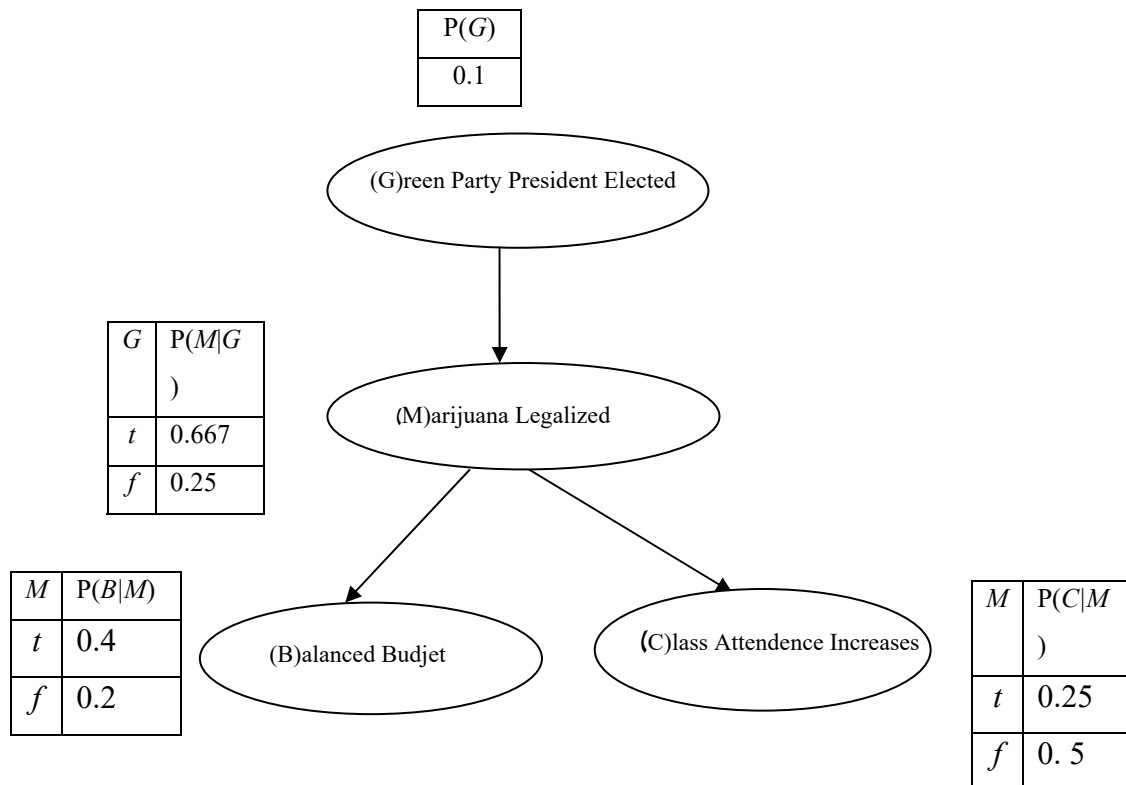 P(G)
0.1
(G)reen Party President Elected
G P(M|G
)
t 0.667
f 0.25
(M)arijuana Legalized
M P(B|M)
t 0.4
f 0.2
(B)alanced Budjet
(C)lass Attendence Increases
M P(C|M
)
t 0.25
f 0. 5